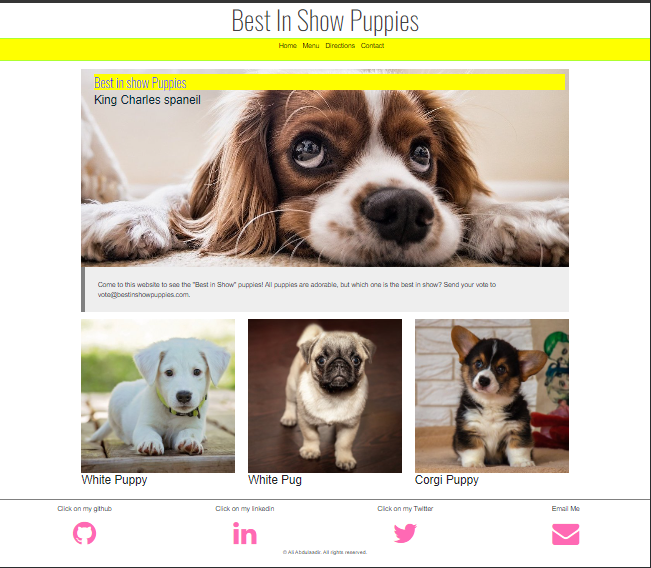 Best In Show Puppies
Home Menu Directions Contact
Best in show Puppies
King Charles spaneil
Come to this website to see the "Best in Show" puppies! All puppies are adorable, but which one is the best in show? Send your vote to
vote@bestinshowpuppies.com.
White Puppy White Pug Corgi Puppy
Click on my github Click on my linkedin Click on my Twitter Email Me
in
© Ali Abdulaadir. All rights reserved.